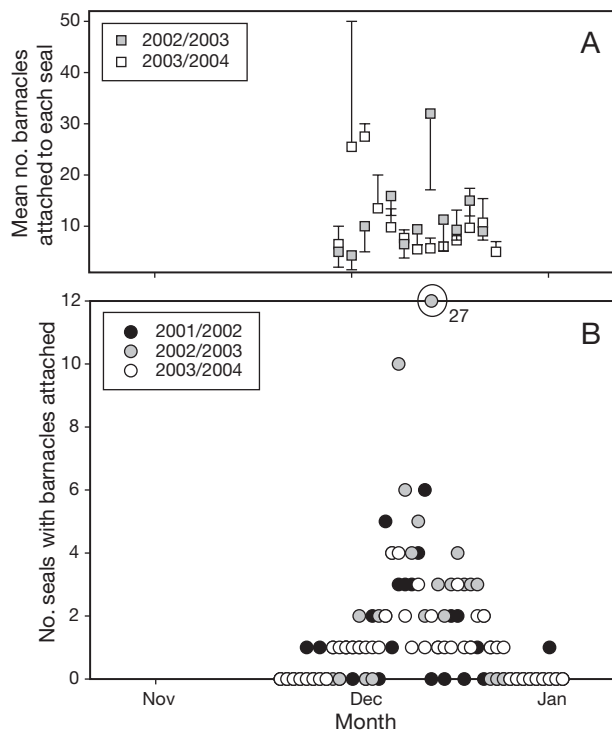 50
40
30
20
10
Mean no. barnacles
attached to each seal
2002/2003
2003/2004
A
12
10
8
6
4
2
0
No. seals with barnacles attached
2001/2002
2002/2003
2003/2004
27
B
Nov
Dec
Jan
Month